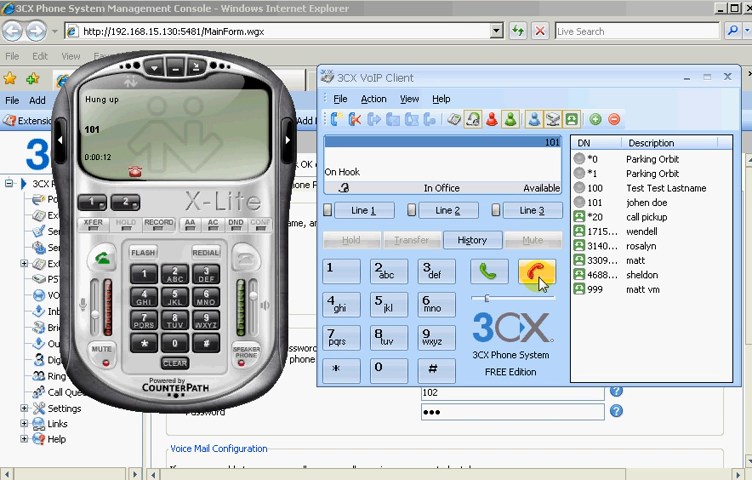 3CX Phone System Management Console - Windows Internet Explorer
http://192.168.15.130:5481/MainForm.wgx
Live Search
File Edit
File Add
Extension
Add
3
3CX
Settings
Links
Help
102
Password
Voice Mail Configuration
Hung up
101
0:00:12
1 2
X-Lite
XFER HOLD RECORD AA AC DND CONF
FLASH REDIAL
1 2 ABC 3 DEF
4 GHI 5 JKL 6 MNO
7 PQRS 8 TUV 9 WXYZ
* 0 #
MUTE CLEAR SPEAKER PHONE
Powered by
COUNTERPATH
3CX VoIP Client
File Action View Help
101
On Hook
In Office Available
Line 1 Line 2 Line 3
Hold Transfer History Mute
1 2 abc 3 def
4 ghi 5 jkl 6 mno
7 pqrs 8 tuv 9 wxyz
* 0 #
3CX
3CX Phone System
FREE Edition
DN Description
*0 Parking Orbit
*1 Parking Orbit
100 Test Test Lastname
101 johen doe
*20 call pickup
1715... wendell
3140... rosalyn
3309... matt
4688... sheldon
999 matt vm